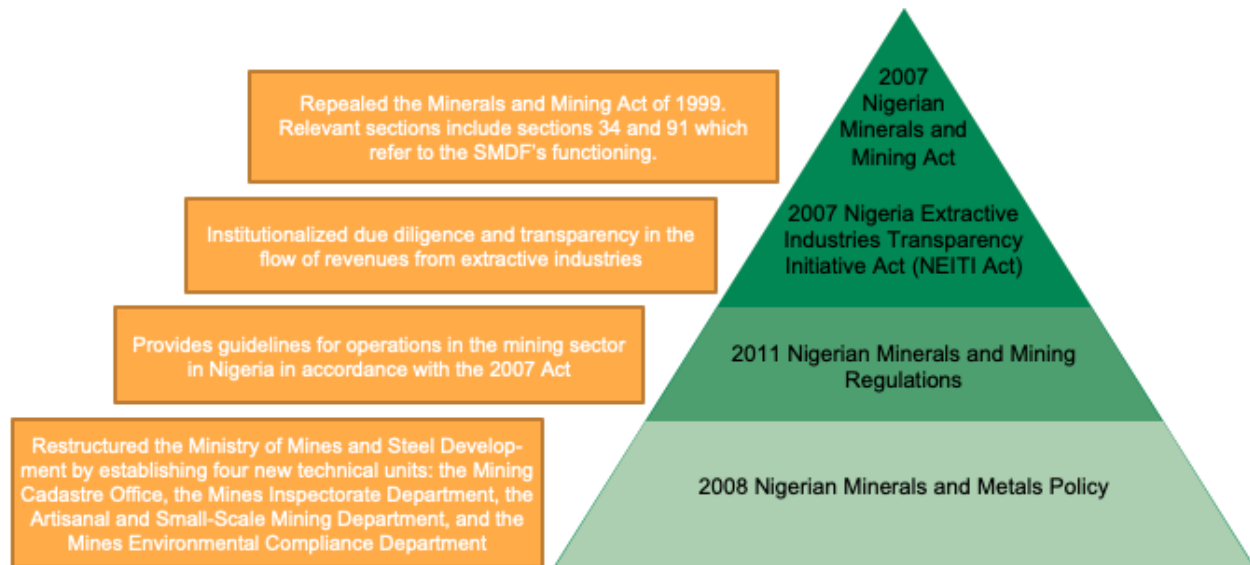 Repealed the Minerals and Mining Act of 1999.
Relevant sections include sections 34 and 91 which
refer to the SMDF's functioning.
2007
Nigerian
Minerals and
Mining Act
Institutionalized due diligence and transparency in the
flow of revenues from extractive industries
2007 Nigeria Extractive
Industries Transparency
Initiative Act (NEITI Act)
Provides guidelines for operations in the mining sector
in Nigeria in accordance with the 2007 Act
2011 Nigerian Minerals and Mining
Regulations
Restructured the Ministry of Mines and Steel Develop-
ment by establishing four new technical units: the Mining
Cadastre Office, the Mines Inspectorate Department, the
Artisanal and Small-Scale Mining Department, and the
Mines Environmental Compliance Department
2008 Nigerian Minerals and Metals Policy